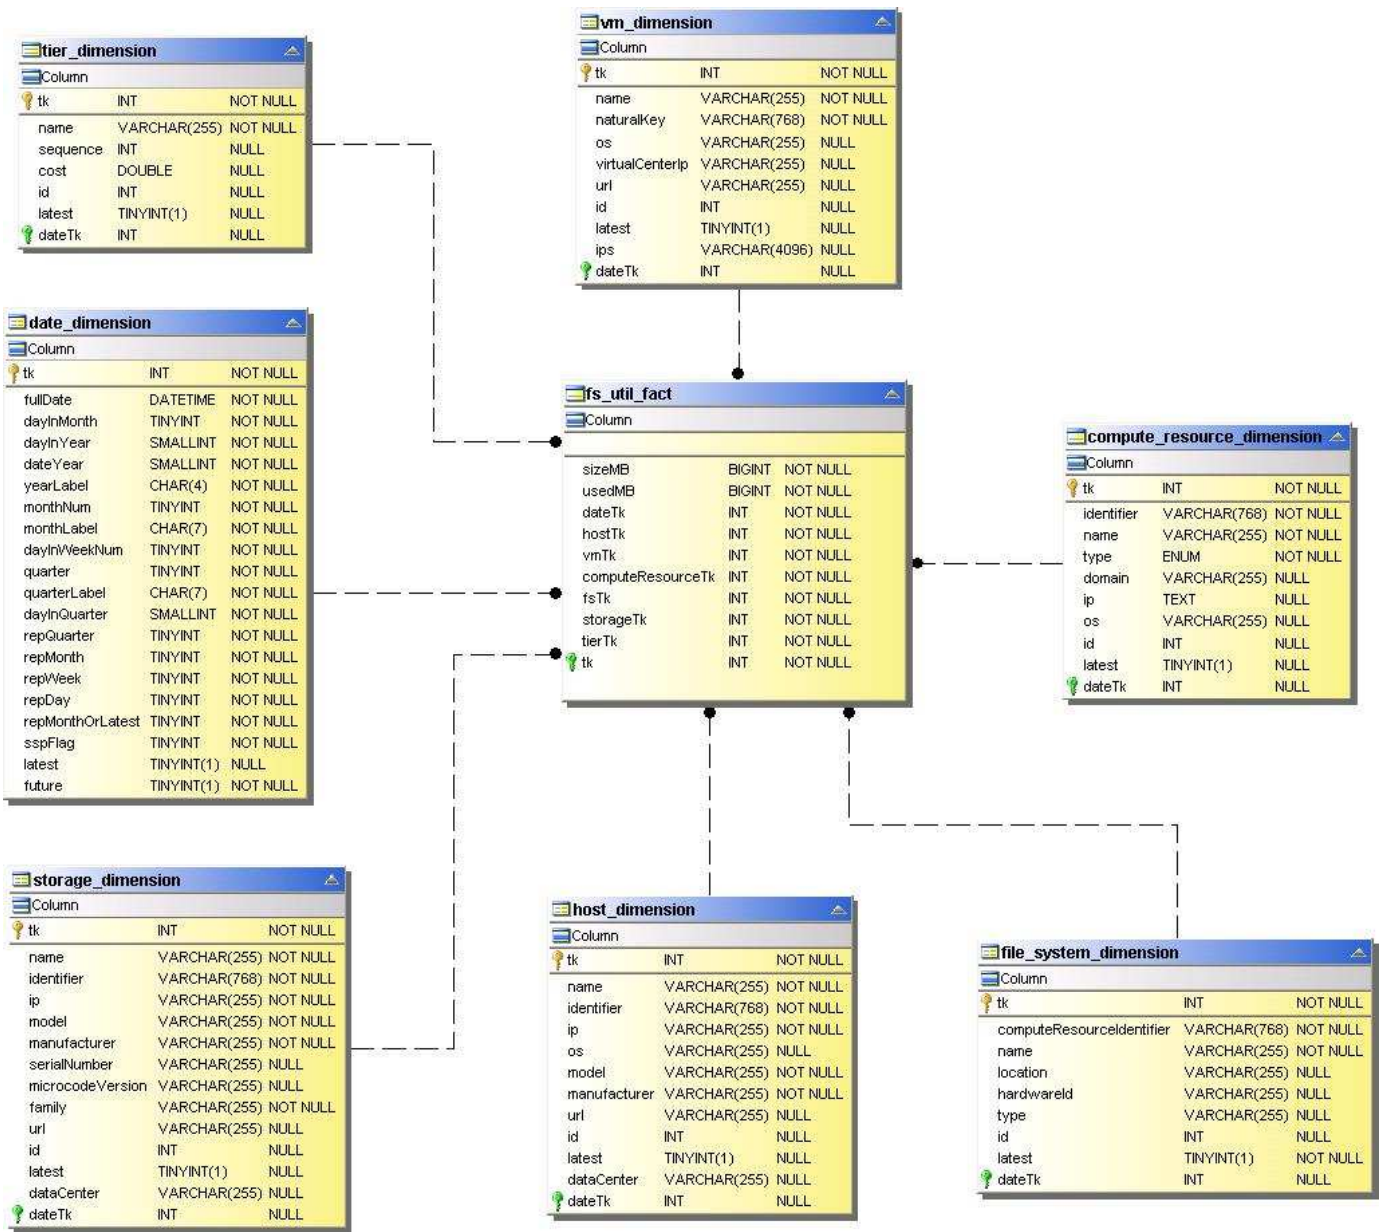 tier_dimension
Column
tk INT NOT NULL
name VARCHAR(255) NOT NULL
sequence INT NULL
cost DOUBLE NULL
id INT NULL
latest TINYINT(1) NULL
dateTk INT NULL
vm_dimension
Column
tk INT NOT NULL
name VARCHAR(255) NOT NULL
naturalKey VARCHAR(768) NOT NULL
os VARCHAR(255) NULL
virtualCenterIp VARCHAR(255) NULL
url VARCHAR(255) NULL
id INT NULL
latest TINYINT(1) NULL
ips VARCHAR(4096) NULL
dateTk INT NULL
date_dimension
Column
tk INT NOT NULL
fullDate DATETIME NOT NULL
dayInMonth TINYINT NOT NULL
dayInYear SMALLINT NOT NULL
dateYear SMALLINT NOT NULL
yearLabel CHAR(4) NOT NULL
monthNum TINYINT NOT NULL
monthLabel CHAR(7) NOT NULL
dayInWeekNum TINYINT NOT NULL
quarter TINYINT NOT NULL
quarterLabel CHAR(7) NOT NULL
dayInQuarter SMALLINT NOT NULL
repQuarter TINYINT NOT NULL
repMonth TINYINT NOT NULL
repWeek TINYINT NOT NULL
repDay TINYINT NOT NULL
repMonthOrLatest TINYINT NOT NULL
sspFlag TINYINT NOT NULL
latest TINYINT(1) NULL
future TINYINT(1) NOT NULL
fs_util_fact
Column
sizeMB BIGINT NOT NULL
usedMB BIGINT NOT NULL
dateTk INT NOT NULL
hostTk INT NOT NULL
vmTk INT NOT NULL
computeResourceTk INT NOT NULL
fsTk INT NOT NULL
storageTk INT NOT NULL
tierTk INT NOT NULL
tk INT NOT NULL
compute_resource_dimension
Column
tk INT NOT NULL
identifier VARCHAR(768) NOT NULL
name VARCHAR(255) NOT NULL
type ENUM NOT NULL
domain VARCHAR(255) NULL
ip TEXT NULL
os VARCHAR(255) NULL
id INT NULL
latest TINYINT(1) NULL
dateTk INT NULL
storage_dimension
Column
tk INT NOT NULL
name VARCHAR(255) NOT NULL
identifier VARCHAR(768) NOT NULL
ip VARCHAR(255) NOT NULL
model VARCHAR(255) NOT NULL
manufacturer VARCHAR(255) NOT NULL
serialNumber VARCHAR(255) NULL
microcodeVersion VARCHAR(255) NULL
family VARCHAR(255) NOT NULL
url VARCHAR(255) NULL
id INT NULL
latest TINYINT(1) NULL
dataCenter VARCHAR(255) NULL
dateTk INT NULL
host_dimension
Column
tk INT NOT NULL
name VARCHAR(255) NOT NULL
identifier VARCHAR(768) NOT NULL
ip VARCHAR(255) NOT NULL
os VARCHAR(255) NULL
model VARCHAR(255) NOT NULL
manufacturer VARCHAR(255) NOT NULL
url VARCHAR(255) NULL
id INT NULL
latest TINYINT(1) NULL
dataCenter VARCHAR(255) NULL
dateTk INT NULL
file_system_dimension
Column
tk INT NOT NULL
computeResourceIdentifier VARCHAR(768) NOT NULL
name VARCHAR(255) NOT NULL
location VARCHAR(255) NULL
hardwareId VARCHAR(255) NULL
type VARCHAR(255) NULL
id INT NULL
latest TINYINT(1) NOT NULL
dateTk INT NULL